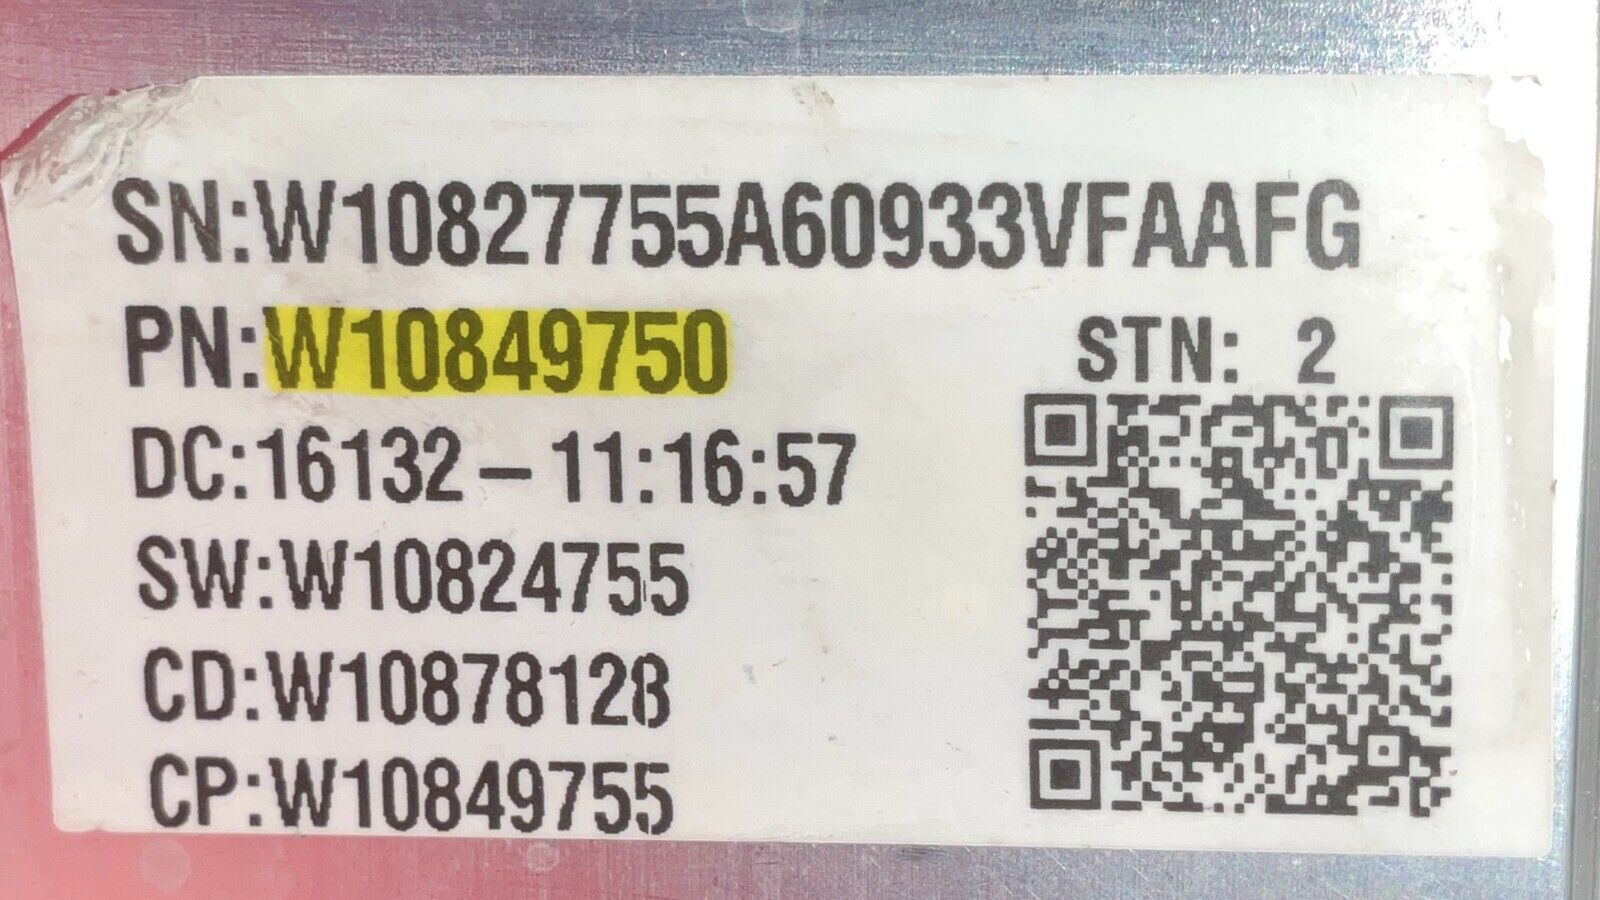 SN:W10827755A60933VFAAFG
PN:W10849750
STN: 2
DC:16132 – 11:16:57
SW:W10824755
CD:W10878128
CP:W10849755